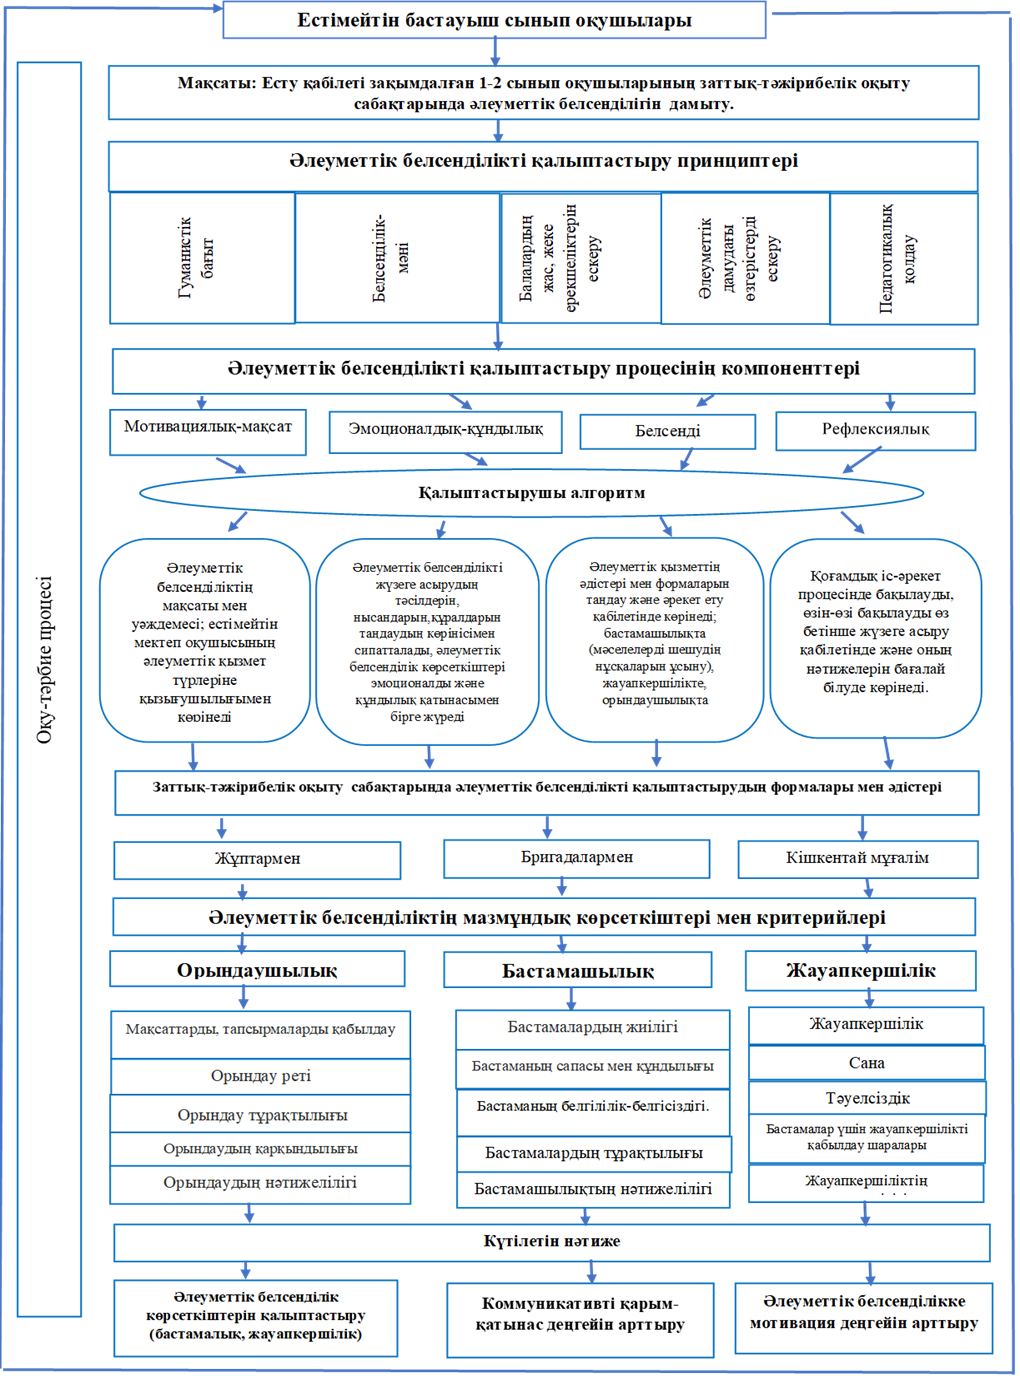 Естімейтін бастауыш сынып оқушылары
Оқу-тәрбие процесі
Мақсаты: Есту қабілеті зақымдалған 1-2 сынып оқушыларының заттық-тәжірибелік оқыту
сабақтарында әлеуметтік белсенділігін дамыту.
Әлеуметтік белсенділікті қалыптастыру принциптері
Гуманистік
бағыт
Белсенділік-
мәні
Балалардың
жас, жеке
ерекшеліктерін
ескеру
Әлеуметтік
дамудағы
өзгерістерді
ескеру
Педагогикалық
қолдау
Әлеуметтік белсенділікті қалыптастыру процесінің компоненттері
Мотивациялық-мақсат
Эмоционалдық-құндылық
Белсенді
Рефлексиялық
Қалыптастырушы алгоритм
Әлеуметтік
белсенділіктің
мақсаты мен
уәждемесі; естімейтін
мектеп оқушысының
әлеуметтік қызмет
түрлеріне
қызығушылығымен
көрінеді
Әлеуметтік белсенділікті
жүзеге асырудың
тәсілдерін,
нысандарын,құралдарын
таңдаудың көрінісімен
сипатталады, әлеуметтік
белсенділік көрсеткіштері
эмоционалды және
құндылық қатынасымен
бірге жүреді
Әлеуметтік қызметтің
әдістері мен формаларын
таңдау және әрекет ету
қабілетінде көрінеді;
бастамашылықта
(мәселелерді шешудің
нұсқаларын ұсыну),
жауапкершілікте,
орындаушылықта
Қоғамдық іс-әрекет
процесінде бақылауды,
өзін-өзі бақылауды өз
бетінше жүзеге асыру
қабілетінде және оның
нәтижелерін бағалай
білуде көрінеді.
Заттық-тәжірибелік оқыту сабақтарында әлеуметтік белсенділікті қалыптастырудың формалары мен әдістері
Жұптармен
Бригадалармен
Кішкентай мұғалім
Әлеуметтік белсенділіктің мазмұндық көрсеткіштері мен критерийлері
Орындаушылық
Бастамашылық
Жауапкершілік
Мақсаттарды, тапсырмаларды қабылдау
Орындау реті
Орындау тұрақтылығы
Орындаудың қарқындылығы
Орындаудың нәтижелілігі
Бастамалардың жиілігі
Бастаманың сапасы мен құндылығы
Бастаманың белгілілік-белгісіздігі.
Бастамалардың тұрақтылығы
Бастамашылықтың нәтижелілігі
Жауапкершілік
Сана
Тәуелсіздік
Бастамалар үшін жауапкершілікті
қабылдау шаралары
Жауапкершіліктің
Күтілетін нәтиже
Әлеуметтік белсенділік
көрсеткіштерін қалыптастыру
(бастамалық, жауапкершілік)
Коммуникативті қарым-
қатынас деңгейін арттыру
Әлеуметтік белсенділікке
мотивация деңгейін арттыру